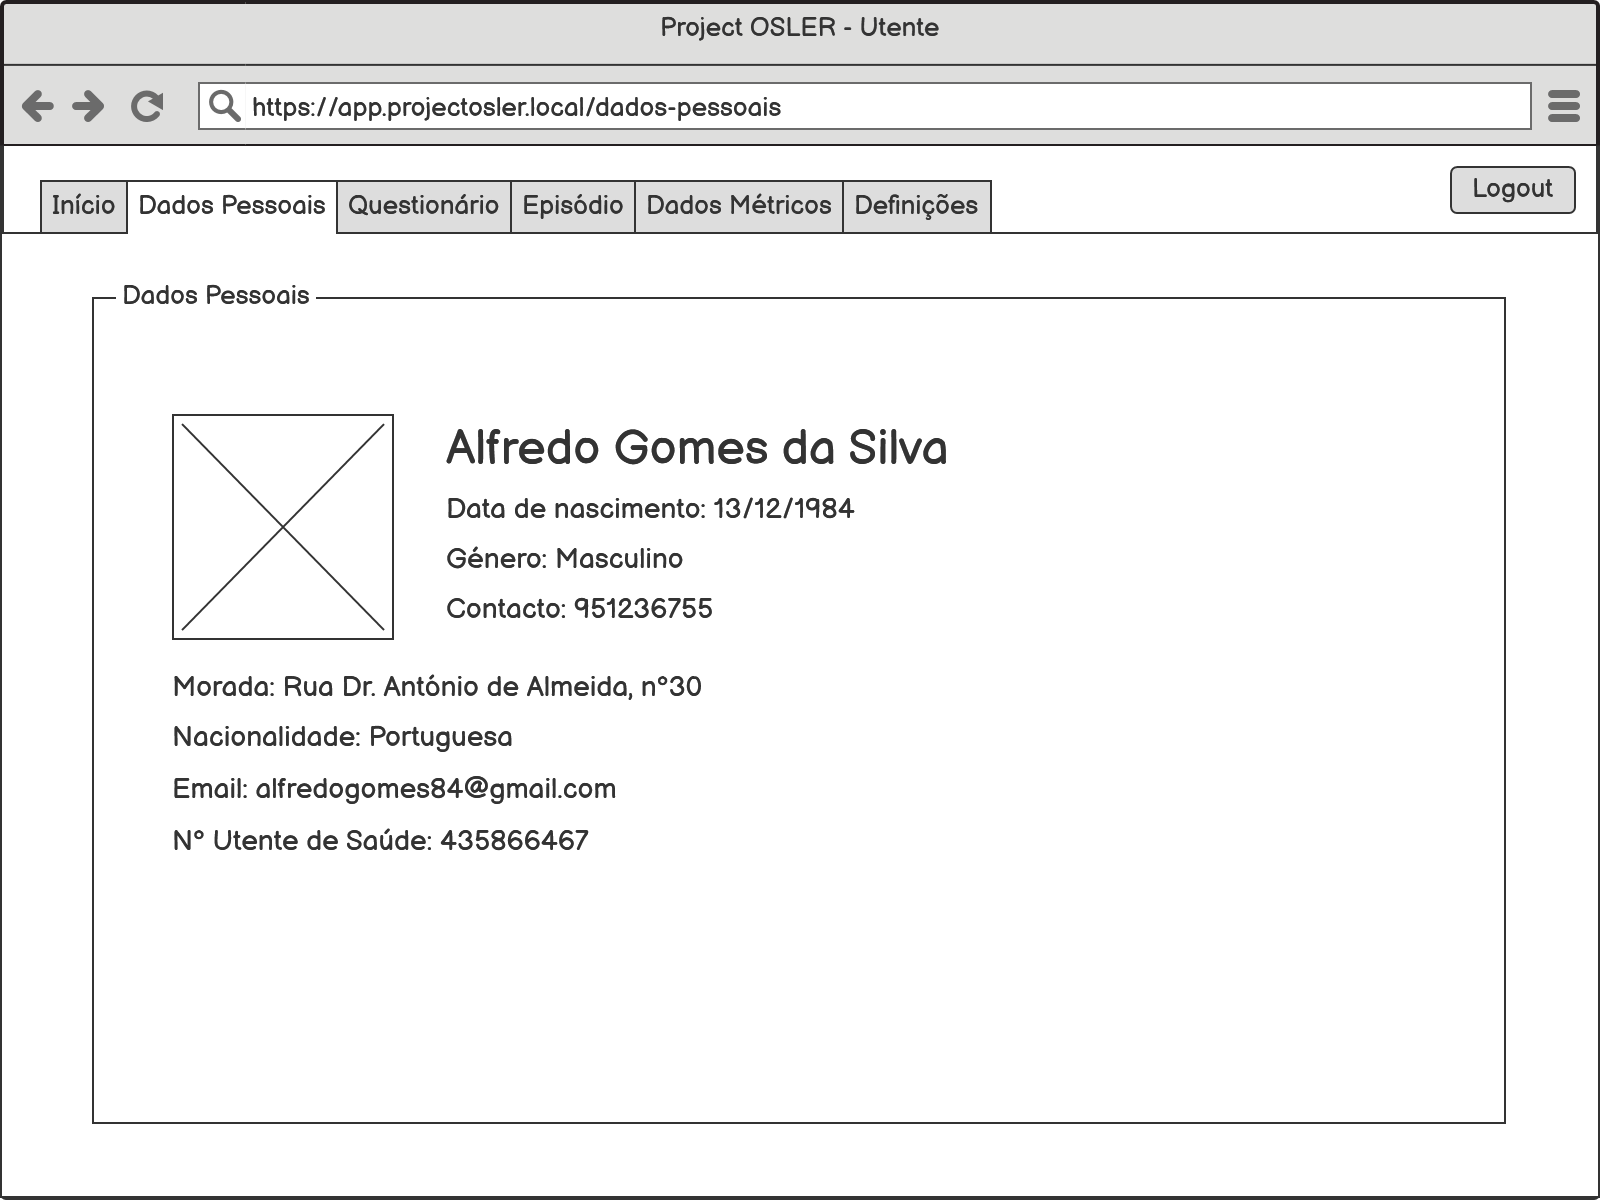 Project OSLER - Utente
https://app.projectosler.local/dados-pessoais
Logout
Início Dados Pessoais Questionário Episódio Dados Métricos Definições
Dados Pessoais
Alfredo Gomes da Silva
Data de nascimento: 13/12/1984
Género: Masculino
Contacto: 951236755
Morada: Rua Dr. António de Almeida, nº30
Nacionalidade: Portuguesa
Email: alfredogomes84@gmail.com
Nº Utente de Saúde: 435866467